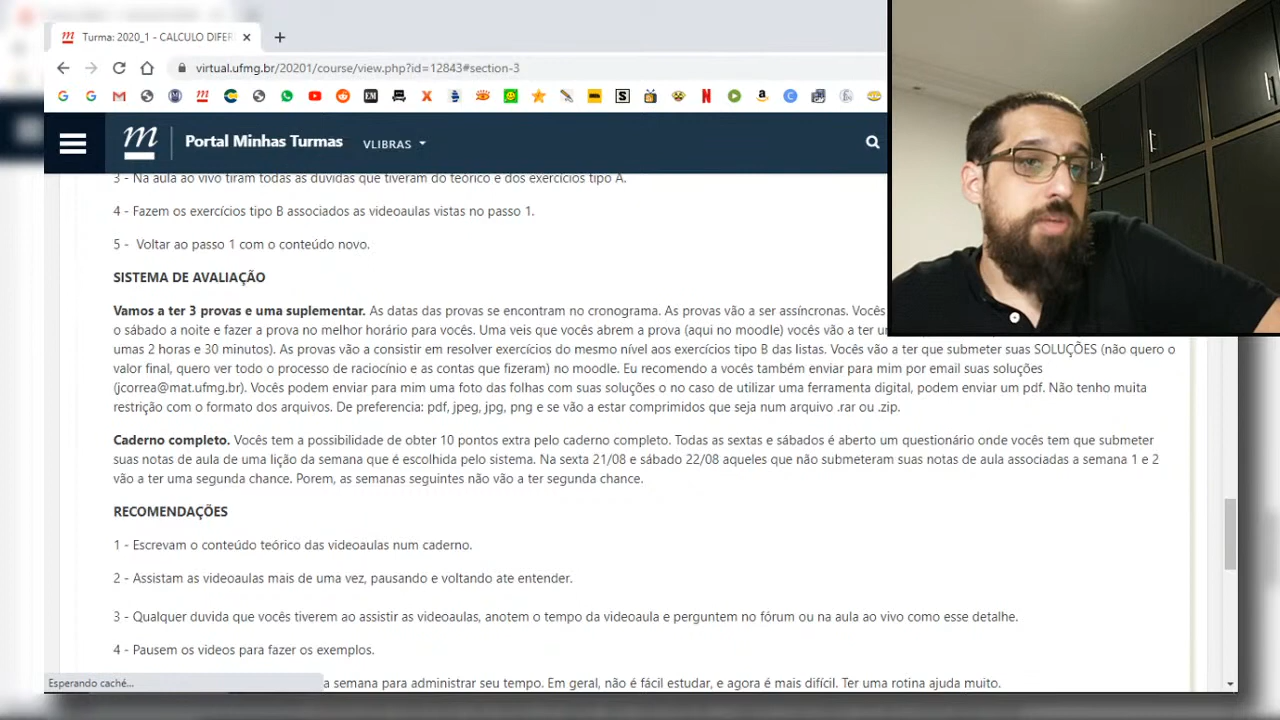 Turma: 2020_1 - CALCULO DIFER
virtual.ufmg.br/20201/course/view.php?id=12843#section-3
Portal Minhas Turmas
VLIBRAS
3 - Na aula ao vivo tiram todas as duvidas que tiveram do teórico e dos exercícios tipo A.
4 - Fazem os exercícios tipo B associados as videoaulas vistas no passo 1.
5 - Voltar ao passo 1 com o conteúdo novo.
SISTEMA DE AVALIAÇÃO
Vamos a ter 3 provas e uma suplementar. As datas das provas se encontram no cronograma. As provas vão a ser assíncronas. Vocês
o sábado a noite e fazer a prova no melhor horário para vocês. Uma veis que vocês abrem a prova (aqui no moodle) vocês vão a ter
umas 2 horas e 30 minutos). As provas vão a consistir em resolver exercícios do mesmo nível aos exercícios tipo B das listas. Vocês vão a ter que submeter suas SOLUÇÕES (não quero o
valor final, quero ver todo o processo de raciocínio e as contas que fizeram) no moodle. Eu recomendo a vocês também enviar para mim por email suas soluções
(jcorrea@mat.ufmg.br). Vocês podem enviar para mim uma foto das folhas com suas soluções o no caso de utilizar uma ferramenta digital, podem enviar um pdf. Não tenho muita
restrição com o formato dos arquivos. De preferencia: pdf, jpeg, jpg, png e se vão a estar comprimidos que seja num arquivo .rar ou .zip.
Caderno completo. Vocês tem a possibilidade de obter 10 pontos extra pelo caderno completo. Todas as sextas e sábados é aberto um questionário onde vocês tem que submeter
suas notas de aula de uma lição da semana que é escolhida pelo sistema. Na sexta 21/08 e sábado 22/08 aqueles que não submeteram suas notas de aula associadas a semana 1 e 2
vão a ter uma segunda chance. Porem, as semanas seguintes não vão a ter segunda chance.
RECOMENDAÇÕES
1 - Escrevam o conteúdo teórico das videoaulas num caderno.
2 - Assistam as videoaulas mais de uma vez, pausando e voltando ate entender.
3 - Qualquer duvida que vocês tiverem ao assistir as videoaulas, anotem o tempo da videoaula e perguntem no fórum ou na aula ao vivo como esse detalhe.
4 - Pausem os videos para fazer os exemplos.
Esperando caché...
a semana para administrar seu tempo. Em geral, não é fácil estudar, e agora é mais difícil. Ter uma rotina ajuda muito.